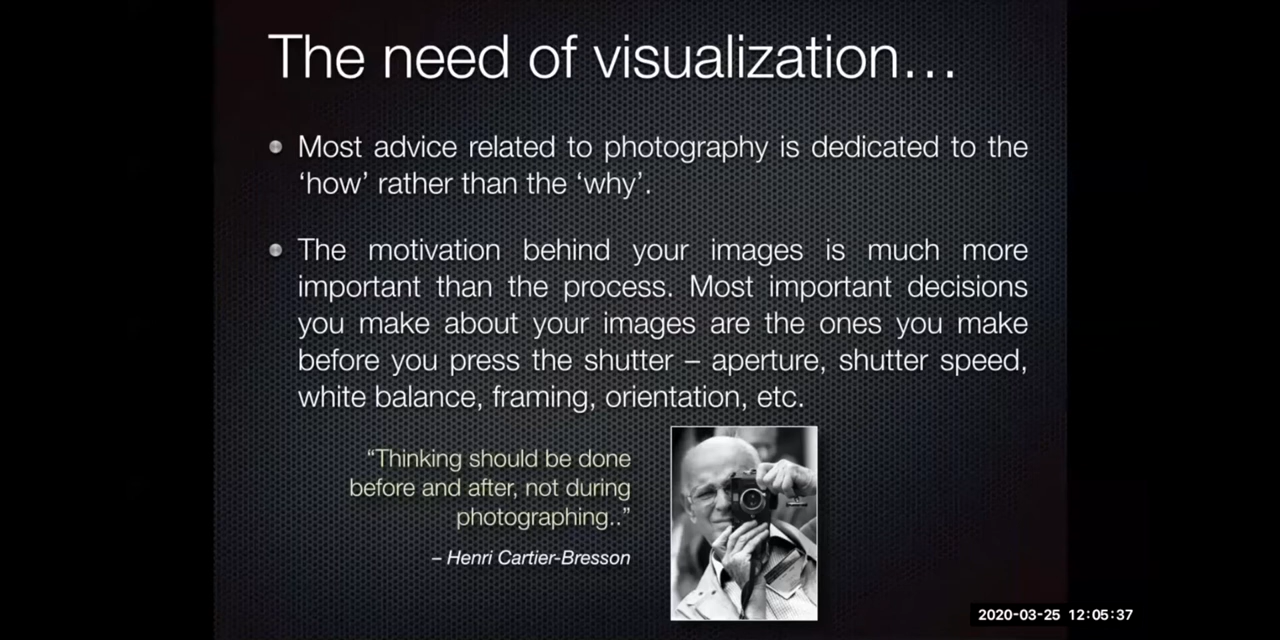 The need of visualization...
Most advice related to photography is dedicated to the
‘how’ rather than the ‘why’.
The motivation behind your images is much more
important than the process. Most important decisions
you make about your images are the ones you make
before you press the shutter – aperture, shutter speed,
white balance, framing, orientation, etc.
“Thinking should be done
before and after, not during
photographing..”
– Henri Cartier-Bresson
2020-03-25 12:05:37